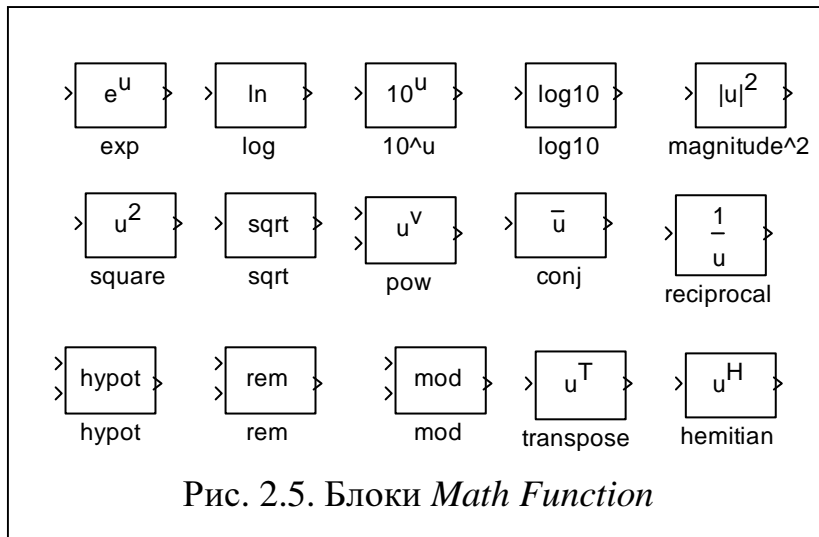 e^u ln 10^u log10 |u|^2
exp log 10^u log10 magnitude^2
u^2 sqrt u^v ū 1/u
square sqrt pow conj reciprocal
hypot rem mod u^T u^H
hypot rem mod transpose hemitian
Рис. 2.5. Блоки Math Function